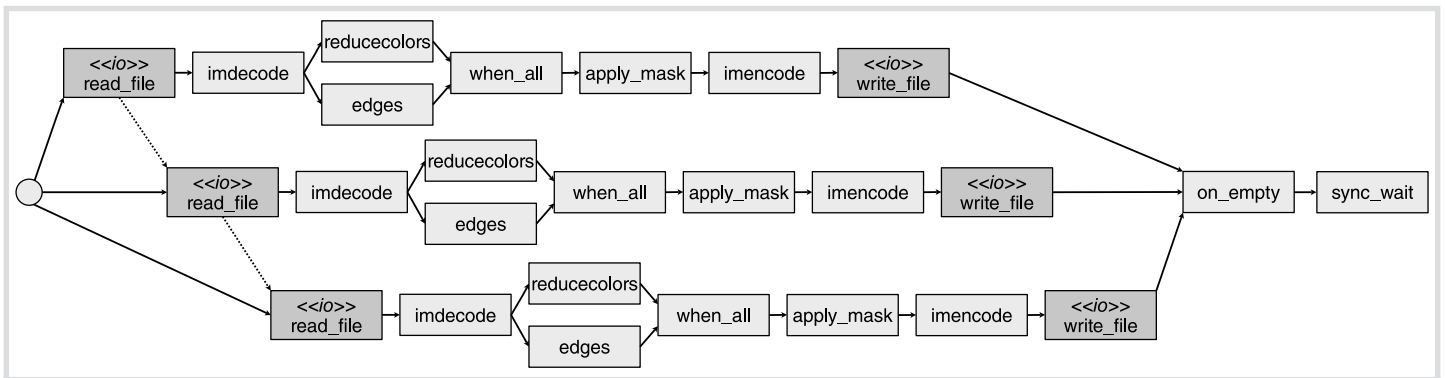 <<io>>
read_file
imdecode
reducecolors
edges
when_all
apply_mask
imencode
<<io>>
write_file
<<io>>
read_file
imdecode
reducecolors
edges
when_all
apply_mask
imencode
<<io>>
write_file
on_empty
sync_wait
<<io>>
read_file
imdecode
reducecolors
edges
when_all
apply_mask
imencode
<<io>>
write_file